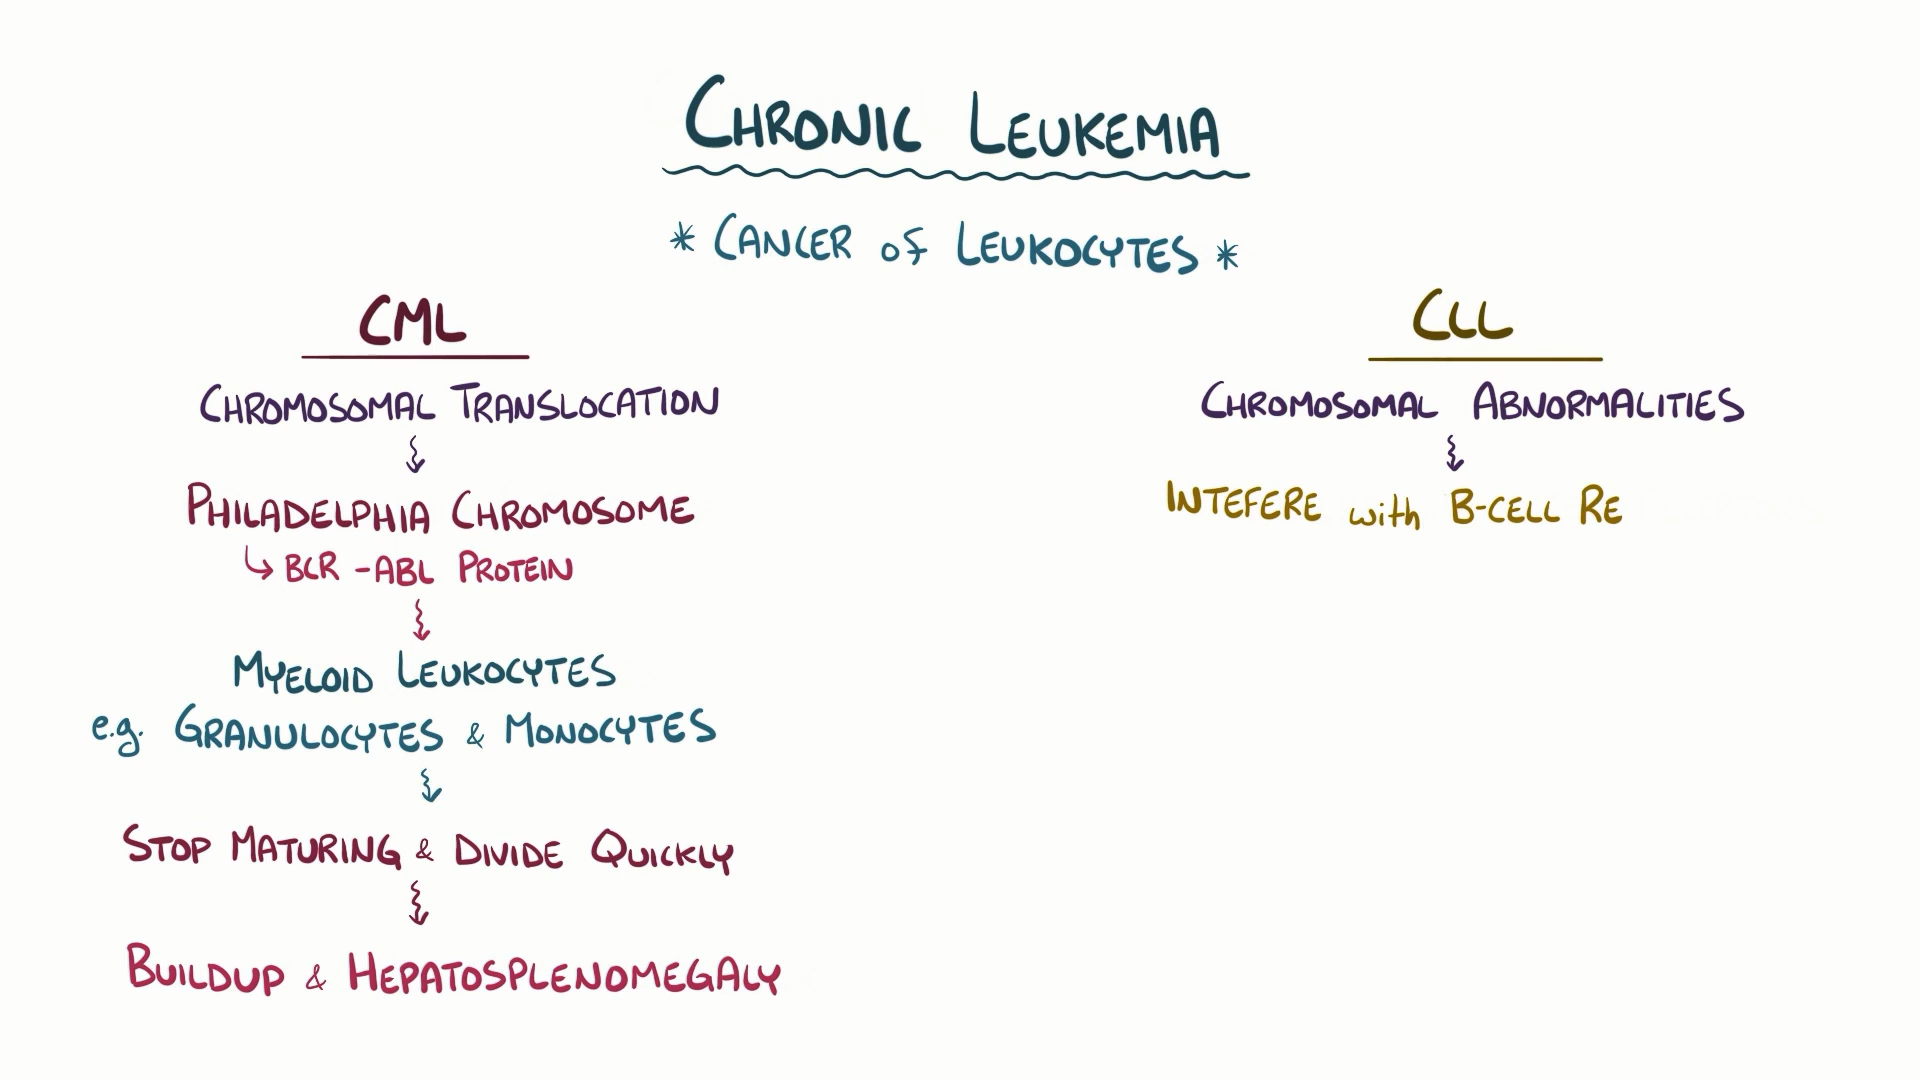 CHRONIC LEUKEMIA
* CANCER of LEUKOCYTES *
CML
CHROMOSOMAL TRANSLOCATION
PHILADELPHIA CHROMOSOME
↳ BCR-ABL PROTEIN
MYELOID LEUKOCYTES
e.g. GRANULOCYTES & MONOCYTES
STOP MATURING & DIVIDE QUICKLY
BUILDUP & HEPATOSPLENOMEGALY
CLL
CHROMOSOMAL ABNORMALITIES
INTEFERE with B-CELL RE